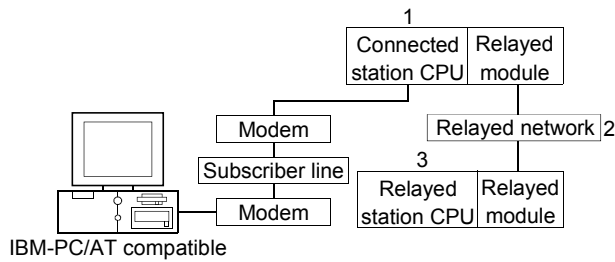 1
Connected
station CPU
Relayed
module
Modem
Relayed network 2
Subscriber line
3
Relayed
station CPU
Relayed
module
Modem
IBM-PC/AT compatible